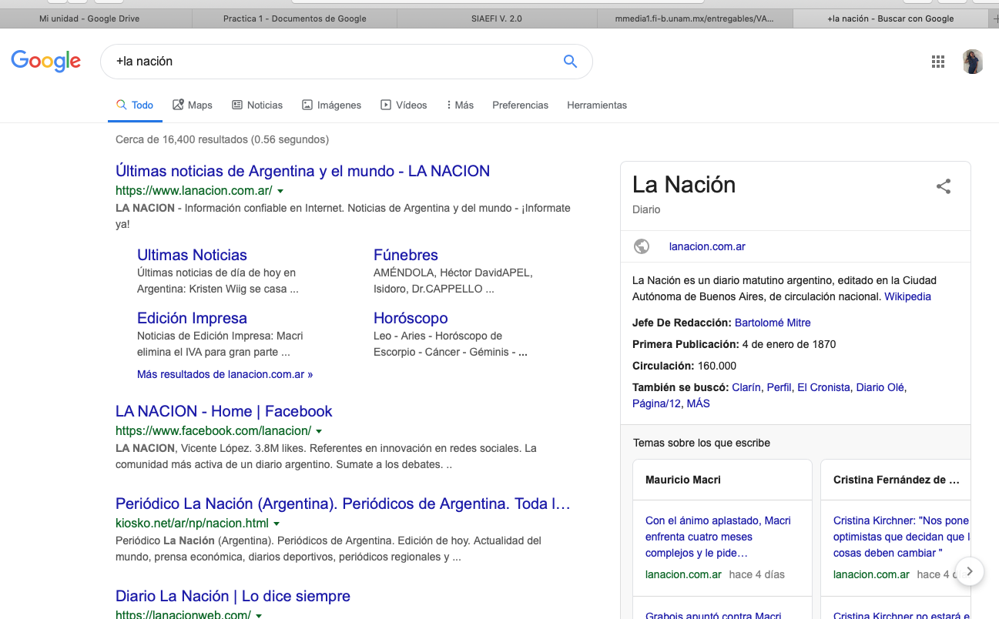 Mi unidad - Google Drive
Practica 1 - Documentos de Google
SIAEFI V. 2.0
mmedia1.fi-b.unam.mx/entregables/VA...
+la nación - Buscar con Google
Google
+la nación
Todo
Maps
Noticias
Imágenes
Vídeos
Más
Preferencias
Herramientas
Cerca de 16,400 resultados (0.56 segundos)
Últimas noticias de Argentina y el mundo - LA NACION
https://www.lanacion.com.ar/
LA NACION - Información confiable en Internet. Noticias de Argentina y del mundo - ¡Informate
ya!
Ultimas Noticias
Últimas noticias de día de hoy en
Argentina: Kristen Wiig se casa ...
Fúnebres
AMÉNDOLA, Héctor DavidAPEL,
Isidoro, Dr.CAPPELLO ...
Edición Impresa
Noticias de Edición Impresa: Macri
elimina el IVA para gran parte ...
Horóscopo
Leo - Aries - Horóscopo de
Escorpio - Cáncer - Géminis - ...
Más resultados de lanacion.com.ar »
LA NACION - Home | Facebook
https://www.facebook.com/lanacion/
LA NACION, Vicente López. 3.8M likes. Referentes en innovación en redes sociales. La
comunidad más activa de un diario argentino. Sumate a los debates. ..
Periódico La Nación (Argentina). Periódicos de Argentina. Toda l…
kiosko.net/ar/np/nacion.html
Periódico La Nación (Argentina). Periódicos de Argentina. Edición de hoy. Actualidad del
mundo, prensa económica, diarios deportivos, periódicos regionales y ...
Diario La Nación | Lo dice siempre
https://lanacionweb.com/
La Nación
Diario
lanacion.com.ar
La Nación es un diario matutino argentino, editado en la Ciudad
Autónoma de Buenos Aires, de circulación nacional. Wikipedia
Jefe De Redacción: Bartolomé Mitre
Primera Publicación: 4 de enero de 1870
Circulación: 160.000
También se buscó: Clarín, Perfil, El Cronista, Diario Olé,
Página/12, MÁS
Temas sobre los que escribe
Mauricio Macri
Con el ánimo aplastado, Macri
enfrenta cuatro meses
complejos y le pide…
lanacion.com.ar hace 4 días
Grabois apuntó contra Macri
Cristina Fernández de ...
Cristina Kirchner: "Nos pone
optimistas que decidan que l
cosas deben cambiar "
lanacion.com.ar hace 4
Cristina Kirchner no estará e